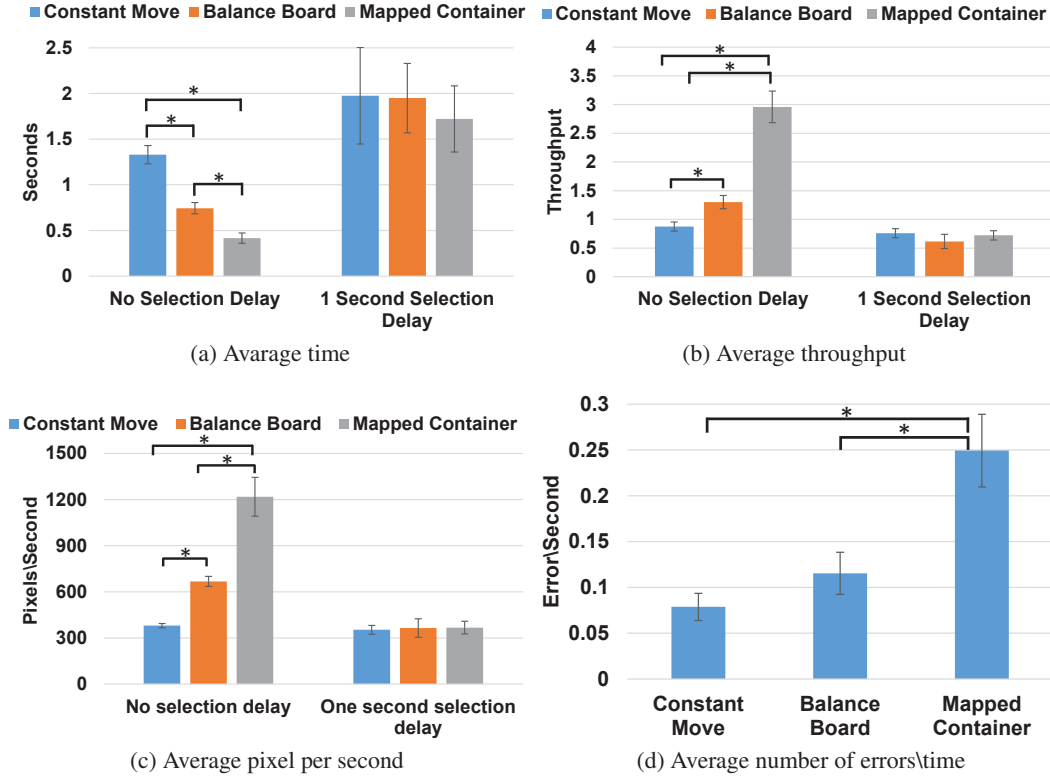 Constant Move Balance Board Mapped Container
2.5
2
1.5
1
0.5
0
Seconds
*
*
*
No Selection Delay
1 Second Selection
Delay
(a) Avarage time
Constant Move Balance Board Mapped Container
4
3.5
3
2.5
2
1.5
1
0.5
0
Throughput
*
*
*
No Selection Delay
1 Second Selection
Delay
(b) Average throughput
Constant Move Balance Board Mapped Container
1500
1200
900
600
300
0
Pixels\Second
*
*
*
No selection delay
One second selection
delay
(c) Average pixel per second
0.3
0.25
0.2
0.15
0.1
0.05
0
Error\Second
*
*
Constant
Move
Balance
Board
Mapped
Container
(d) Average number of errors\time